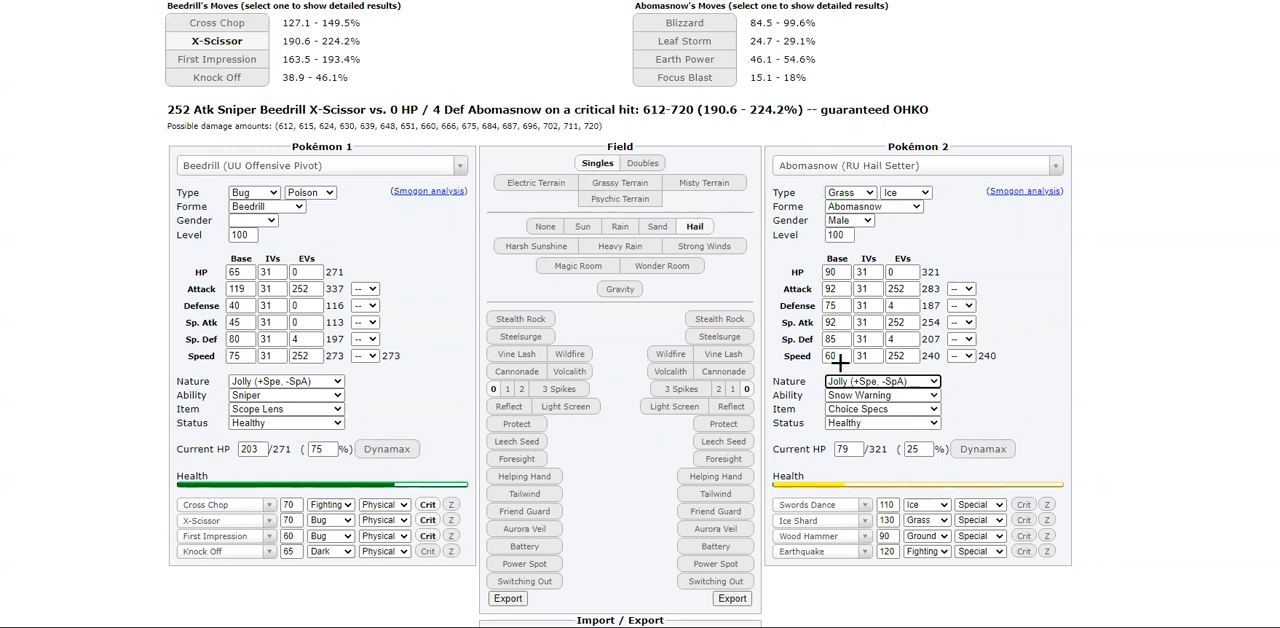 Beedrill's Moves (select one to show detailed results)
Cross Chop 127.1 - 149.5%
X-Scissor 190.6 - 224.2%
First Impression 163.5 - 193.4%
Knock Off 38.9 - 46.1%
Abomasnow's Moves (select one to show detailed results)
Blizzard 84.5 - 99.6%
Leaf Storm 24.7 - 29.1%
Earth Power 46.1 - 54.6%
Focus Blast 15.1 - 18%
252 Atk Sniper Beedrill X-Scissor vs. 0 HP / 4 Def Abomasnow on a critical hit: 612-720 (190.6 - 224.2%) -- guaranteed OHKO
Possible damage amounts: (612, 615, 624, 630, 639, 648, 651, 660, 666, 675, 684, 687, 696, 702, 711, 720)
Pokémon 1
Beedrill (UU Offensive Pivot)
Type Bug Poison (Smogon analysis)
Forme Beedrill
Gender
Level 100
Base IVs EVs
HP 65 31 0 271
Attack 119 31 252 337 --
Defense 40 31 0 116 --
Sp. Atk 45 31 0 113 --
Sp. Def 80 31 4 197 --
Speed 75 31 252 273 -- 273
Nature Jolly (+Spe, -SpA)
Ability Sniper
Item Scope Lens
Status Healthy
Current HP 203 /271 ( 75 %) Dynamax
Health
Cross Chop 70 Fighting Physical Crit Z
X-Scissor 70 Bug Physical Crit Z
First Impression 60 Bug Physical Crit Z
Knock Off 65 Dark Physical Crit Z
Field
Singles Doubles
Electric Terrain Grassy Terrain Misty Terrain
Psychic Terrain
None Sun Rain Sand Hail
Harsh Sunshine Heavy Rain Strong Winds
Magic Room Wonder Room
Gravity
Stealth Rock Stealth Rock
Steelsurge Steelsurge
Vine Lash Wildfire Wildfire Vine Lash
Cannonade Volcalith Volcalith Cannonade
0 1 2 3 Spikes 3 Spikes 2 1 0
Reflect Light Screen Light Screen Reflect
Protect Protect
Leech Seed Leech Seed
Foresight Foresight
Helping Hand Helping Hand
Tailwind Tailwind
Friend Guard Friend Guard
Aurora Veil Aurora Veil
Battery Battery
Power Spot Power Spot
Switching Out Switching Out
Export Export
Import / Export
Pokémon 2
Abomasnow (RU Hail Setter)
Type Grass Ice (Smogon analysis)
Forme Abomasnow
Gender Male
Level 100
Base IVs EVs
HP 90 31 0 321
Attack 92 31 252 283 --
Defense 75 31 4 187 --
Sp. Atk 92 31 252 254 --
Sp. Def 85 31 4 207 --
Speed 60 31 252 240 -- 240
Nature Jolly (+Spe, -SpA)
Ability Snow Warning
Item Choice Specs
Status Healthy
Current HP 79 /321 ( 25 %) Dynamax
Health
Swords Dance 110 Ice Special Crit Z
Ice Shard 130 Grass Special Crit Z
Wood Hammer 90 Ground Special Crit Z
Earthquake 120 Fighting Special Crit Z